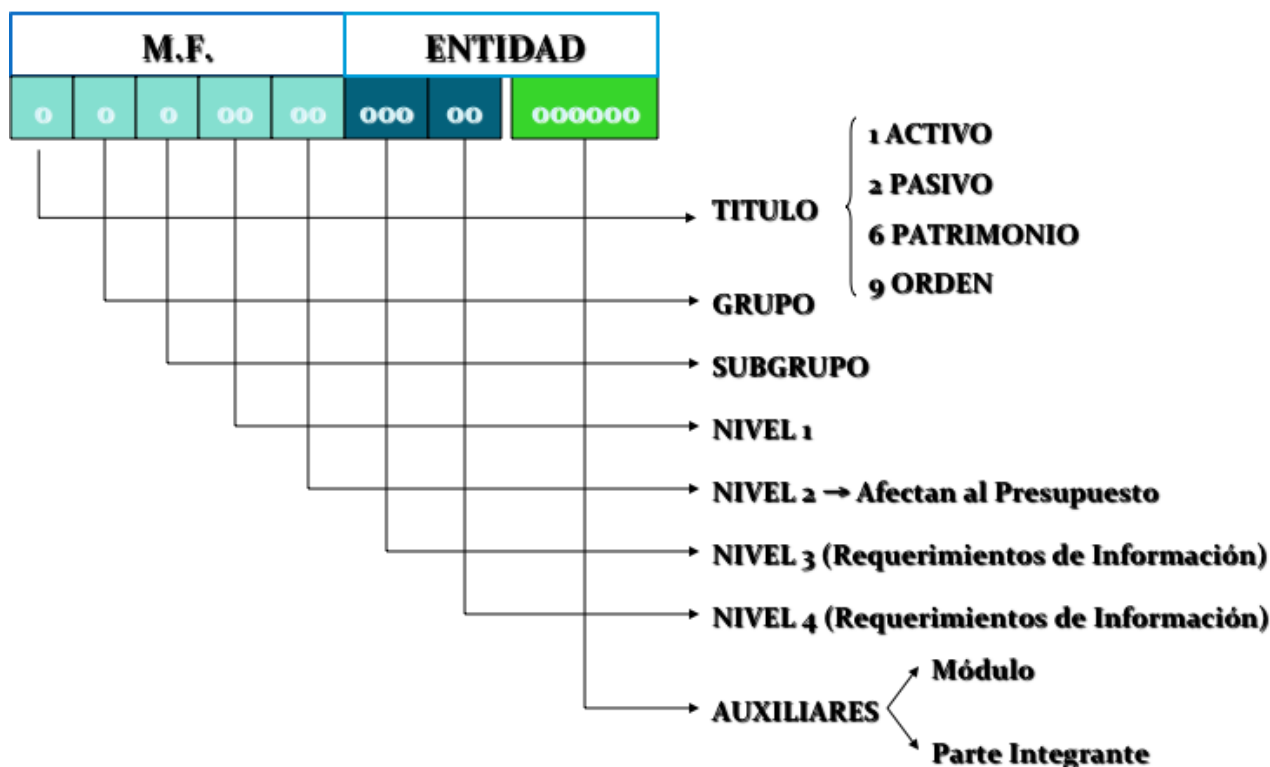 M.F. ENTIDAD
0 0 0 00 00 000 00 000000
1 ACTIVO
2 PASIVO
TITULO
6 PATRIMONIO
9 ORDEN
GRUPO
SUBGRUPO
NIVEL 1
NIVEL 2 → Afectan al Presupuesto
NIVEL 3 (Requerimientos de Información)
NIVEL 4 (Requerimientos de Información)
Módulo
AUXILIARES
Parte Integrante